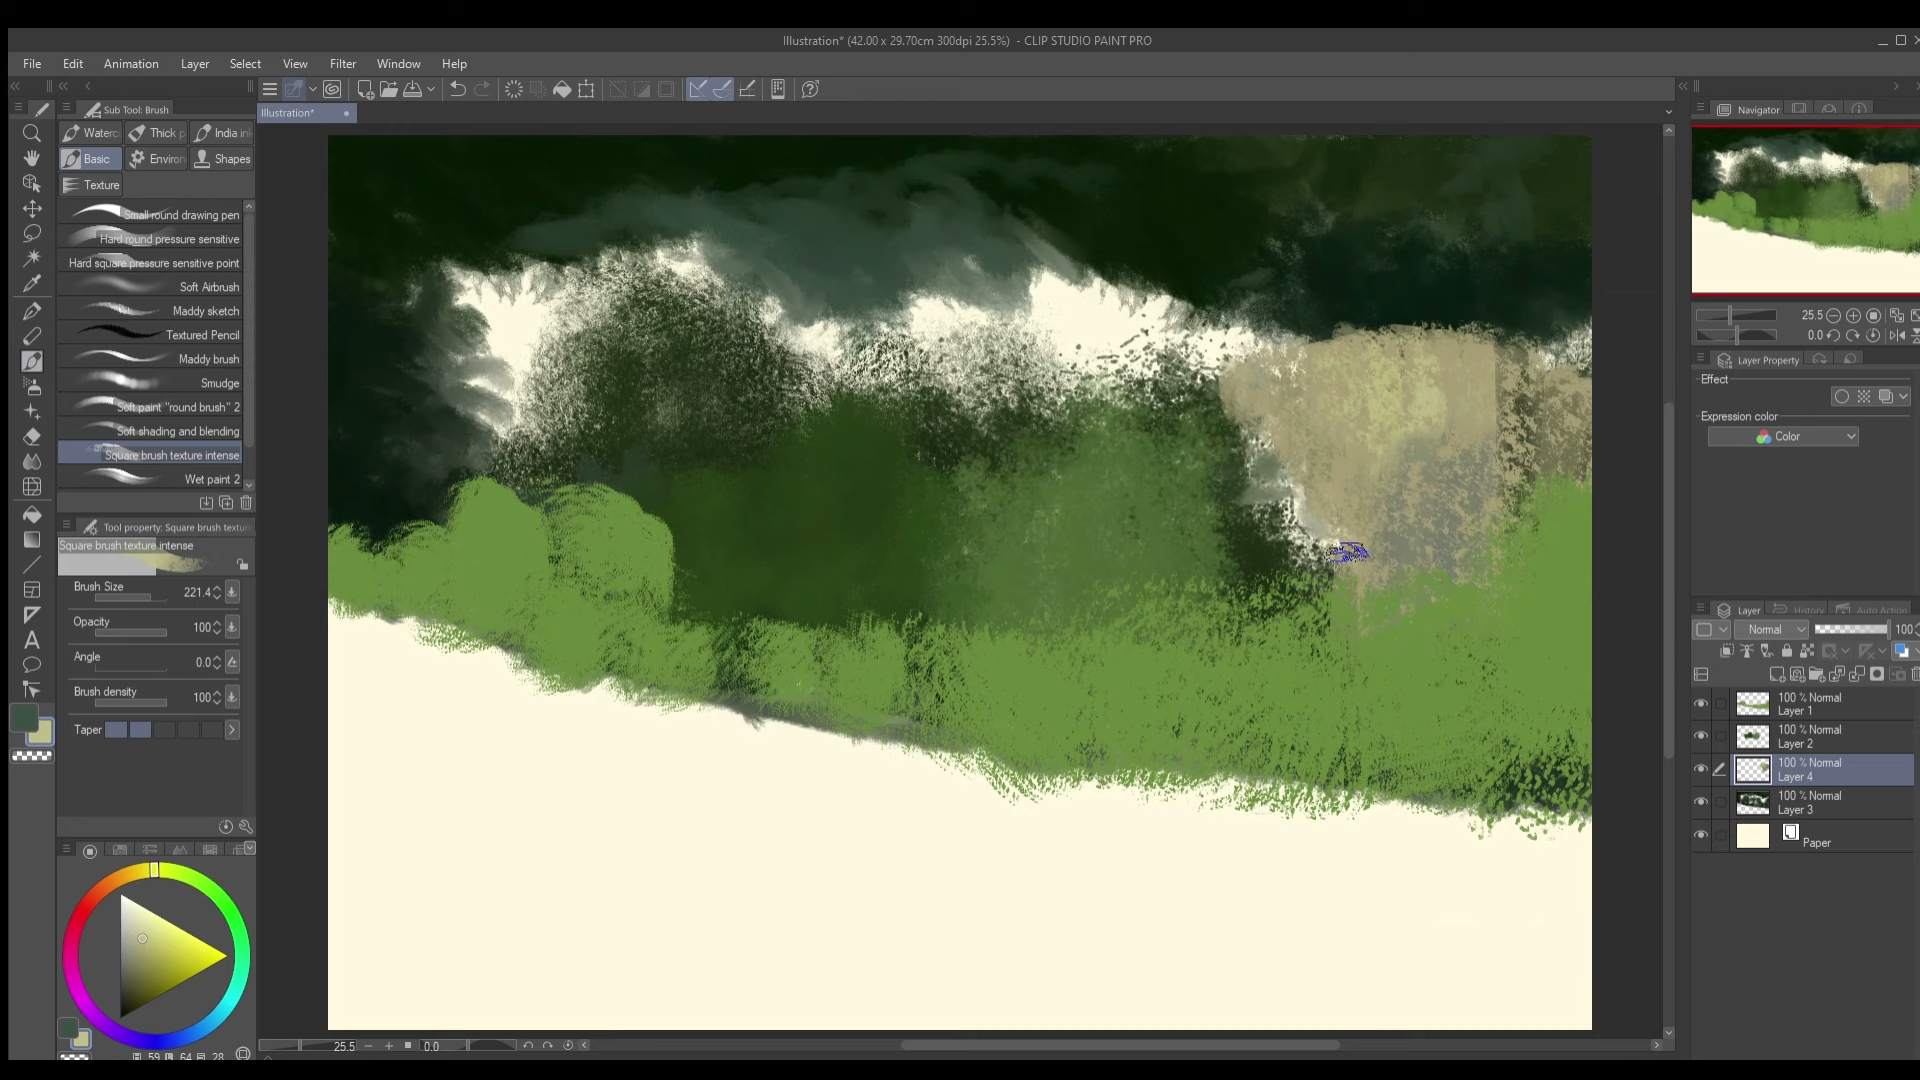 Illustration* (42.00 x 29.70cm 300dpi 25.5%) - CLIP STUDIO PAINT PRO
File Edit Animation Layer Select View Filter Window Help
Sub Tool: Brush
Illustration*
Navigator
Waterc Thick p India in
Basic Environ Shapes
Texture
Small round drawing pen
Hard round pressure sensitive
Hard square pressure sensitive point
Soft Airbrush
Maddy sketch
Textured Pencil
Maddy brush
Smudge
Soft paint "round brush" 2
Soft shading and blending
Square brush texture intense
Wet paint 2
Tool property: Square brush textur
Square brush texture intense
Brush Size 221.4
Opacity 100
Angle 0.0
Brush density 100
Taper
59 64 28
25.5 0.0
25.5
0.0
Layer Property
Effect
Expression color
Color
Layer History Auto Action
Normal 100
100 % Normal
Layer 1
100 % Normal
Layer 2
100 % Normal
Layer 4
100 % Normal
Layer 3
Paper